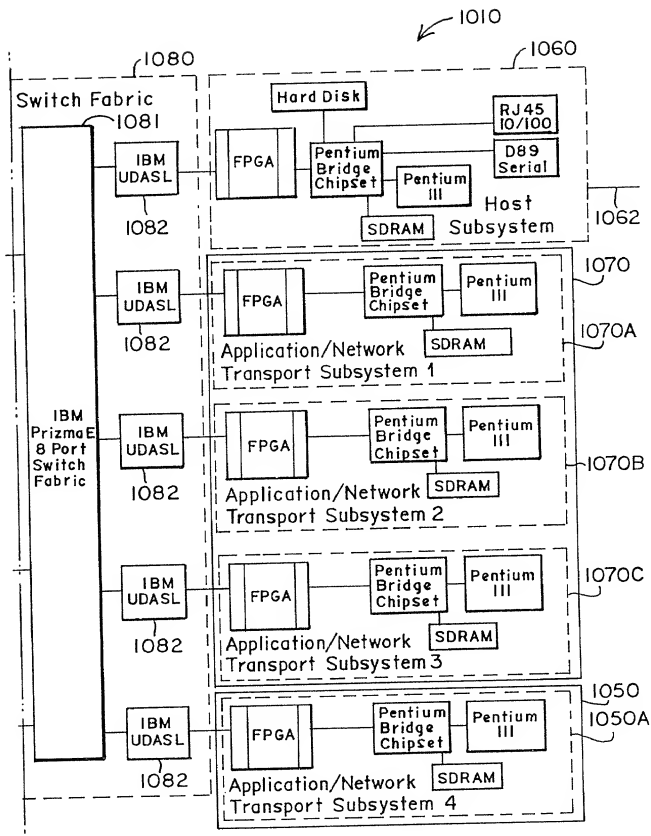 1010
1080
1060
Switch Fabric
1081
Hard Disk
RJ45
10/100
IBM
UDASL
FPGA
Pentium
Bridge
Chipset
D89
Serial
Pentium
III
1082
Host
Subsystem
SDRAM
1062
IBM
UDASL
FPGA
Pentium
Bridge
Chipset
Pentium
III
1070
1082
SDRAM
1070A
Application/Network
Transport Subsystem 1
IBM
PrizmaE
8 Port
Switch
Fabric
IBM
UDASL
FPGA
Pentium
Bridge
Chipset
Pentium
III
1082
SDRAM
1070B
Application/Network
Transport Subsystem 2
IBM
UDASL
FPGA
Pentium
Bridge
Chipset
Pentium
III
1070C
1082
SDRAM
Application/Network
Transport Subsystem 3
1050
1050A
IBM
UDASL
FPGA
Pentium
Bridge
Chipset
Pentium
III
1082
SDRAM
Application/Network
Transport Subsystem 4